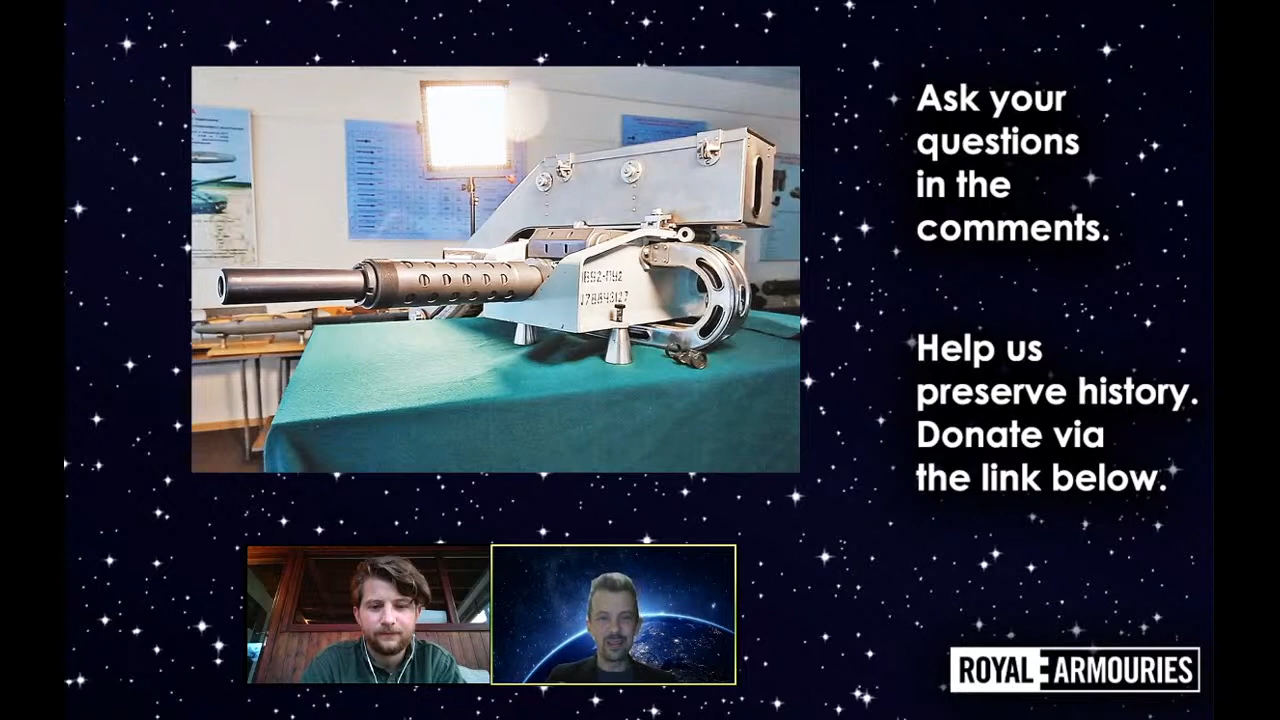 Ask your
questions
in the
comments.
Help us
preserve history.
Donate via
the link below.
ROYAL ARMOURIES